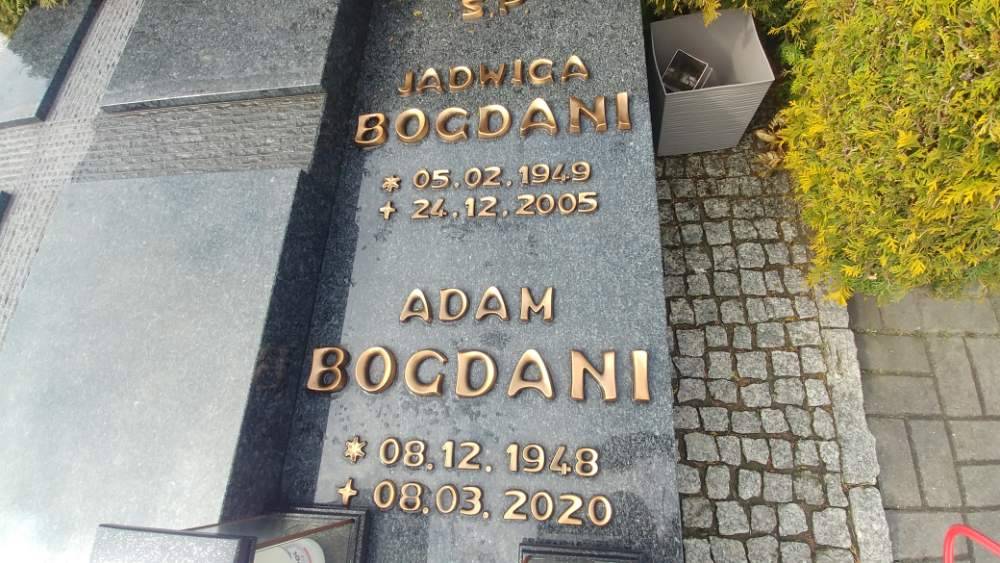 Ś.P
JADWIGA
BOGDANI
* 05.02.1949
+ 24.12.2005
ADAM
BOGDANI
* 08.12.1948
+ 08.03.2020